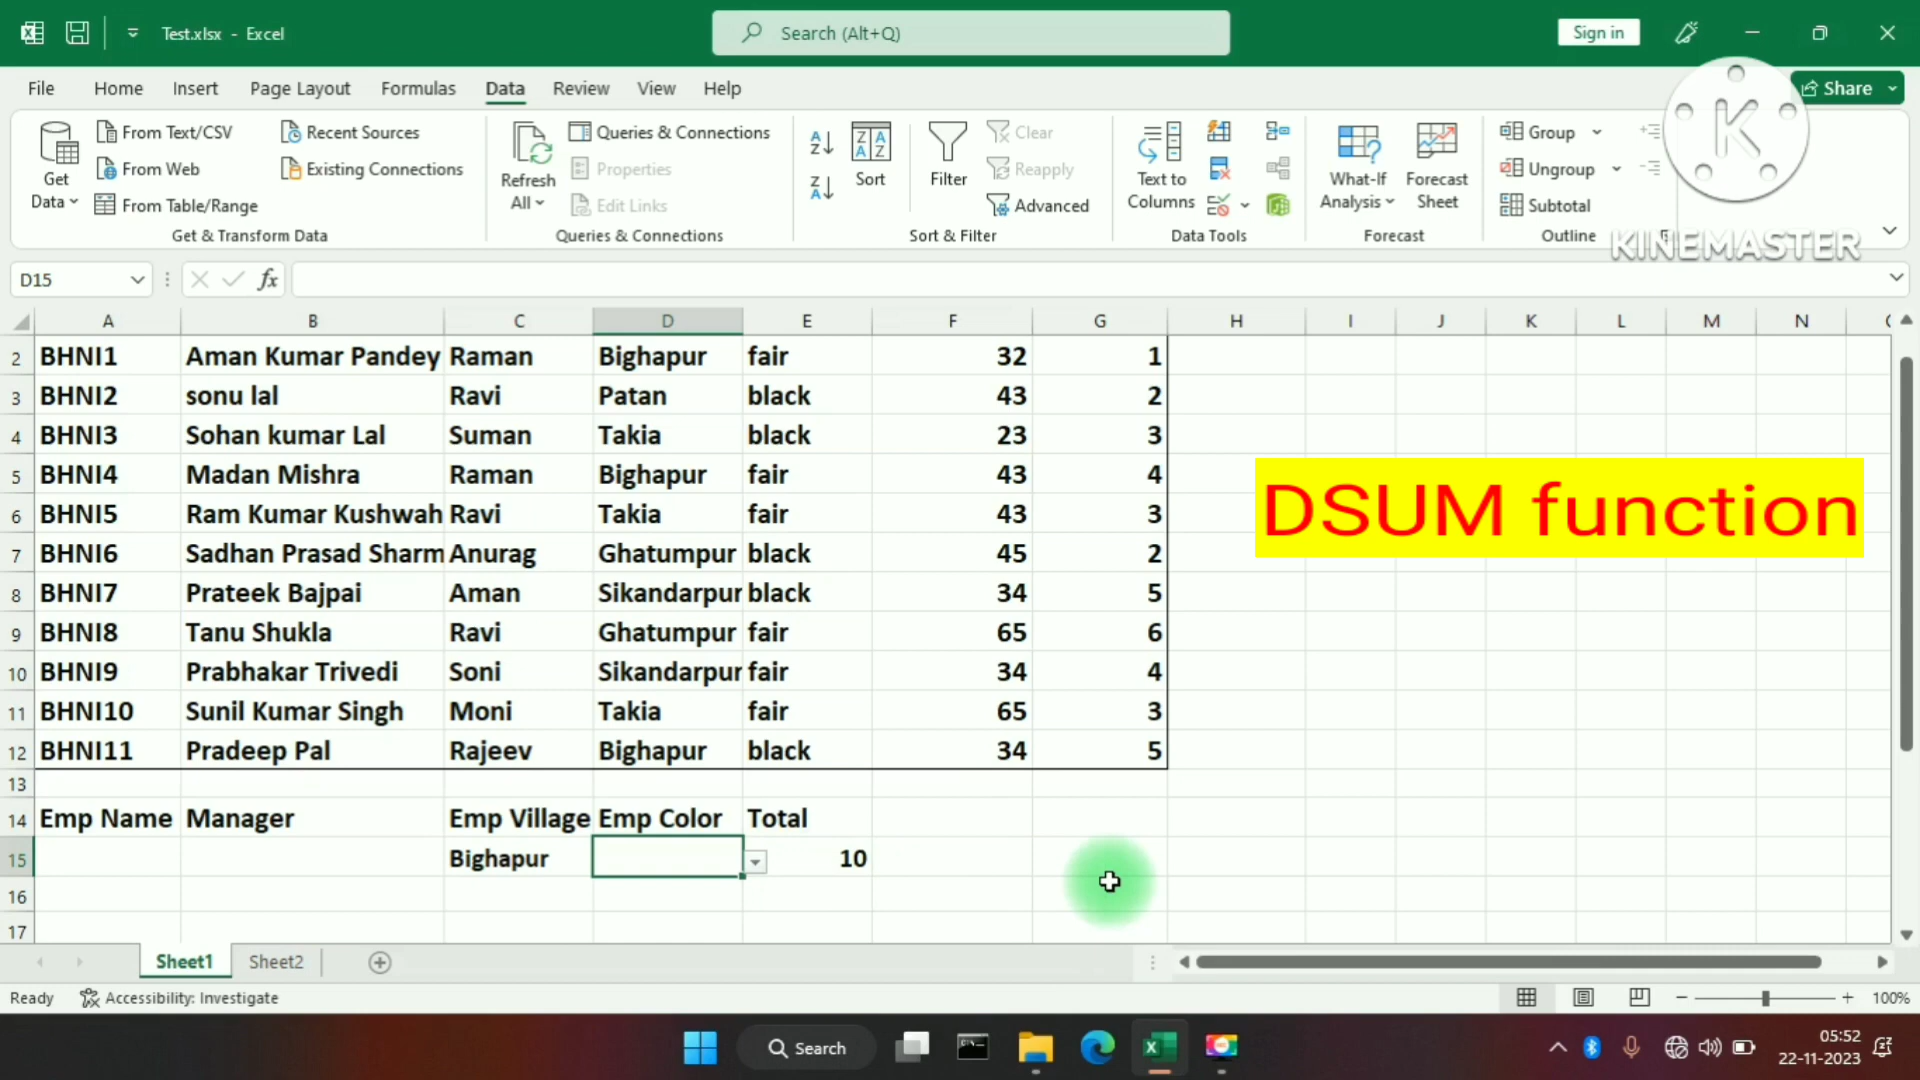 Test.xlsx - Excel
Search (Alt+Q)
Sign in
File Home Insert Page Layout Formulas Data Review View Help
Share
Get Data
From Text/CSV
From Web
From Table/Range
Recent Sources
Existing Connections
Get & Transform Data
Refresh All
Queries & Connections
Properties
Edit Links
Queries & Connections
Sort
Filter
Clear
Reapply
Advanced
Sort & Filter
Text to Columns
Data Tools
What-If Analysis
Forecast Sheet
Forecast
Group
Ungroup
Subtotal
Outline
K
KINEMASTER
D15
fx
A B C D E F G H I J K L M N
2 BHNI1 Aman Kumar Pandey Raman Bighapur fair 32 1
3 BHNI2 sonu lal Ravi Patan black 43 2
4 BHNI3 Sohan kumar Lal Suman Takia black 23 3
5 BHNI4 Madan Mishra Raman Bighapur fair 43 4
6 BHNI5 Ram Kumar Kushwah Ravi Takia fair 43 3
7 BHNI6 Sadhan Prasad Sharm Anurag Ghatumpur black 45 2
8 BHNI7 Prateek Bajpai Aman Sikandarpur black 34 5
9 BHNI8 Tanu Shukla Ravi Ghatumpur fair 65 6
10 BHNI9 Prabhakar Trivedi Soni Sikandarpur fair 34 4
11 BHNI10 Sunil Kumar Singh Moni Takia fair 65 3
12 BHNI11 Pradeep Pal Rajeev Bighapur black 34 5
13
14 Emp Name Manager Emp Village Emp Color Total
15 Bighapur 10
16
17
DSUM function
Sheet1 Sheet2
Ready Accessibility: Investigate 100%
Search
05:52
22-11-2023